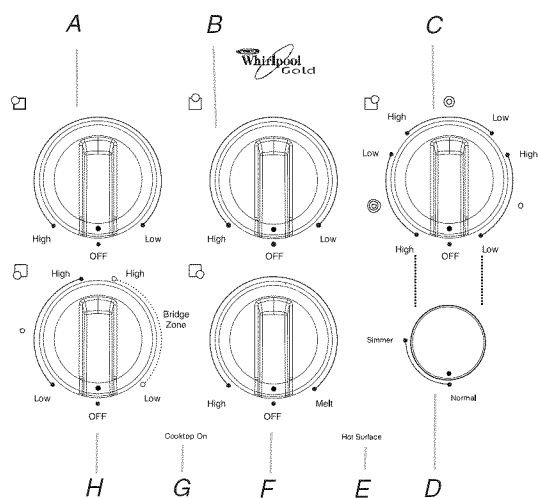 A B C
Whirlpool
Gold
High Low
Low High
High Low High Low High Low
OFF OFF OFF
High High
Bridge
Zone
Simmer
Low Low High Melt Normal
OFF OFF
Cooktop On Hot Surface
H G F E D